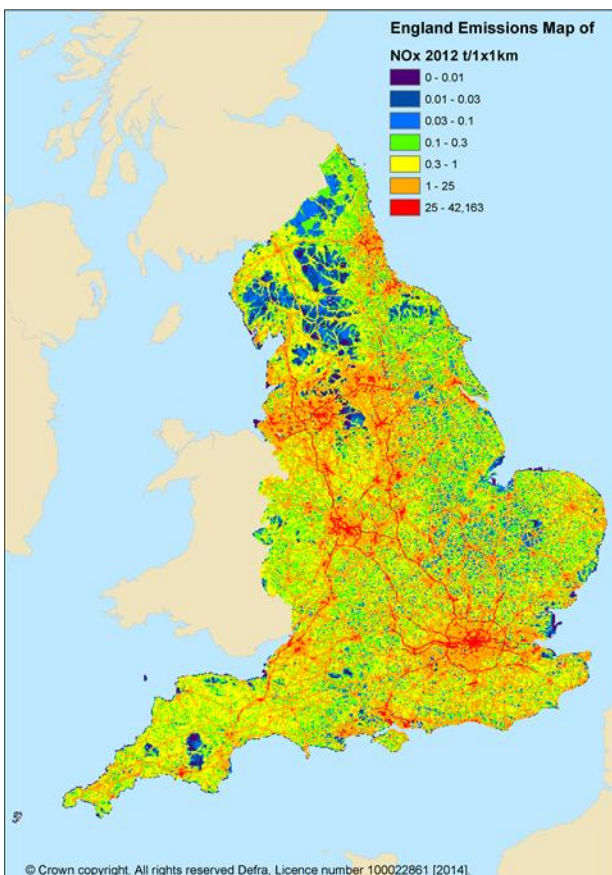 England Emissions Map of
NOx 2012 t/1x1km
0 - 0.01
0.01 - 0.03
0.03 - 0.1
0.1 - 0.3
0.3 - 1
1 - 25
25 - 42,163
© Crown copyright. All rights reserved Defra, Licence number 100022861 [2014].